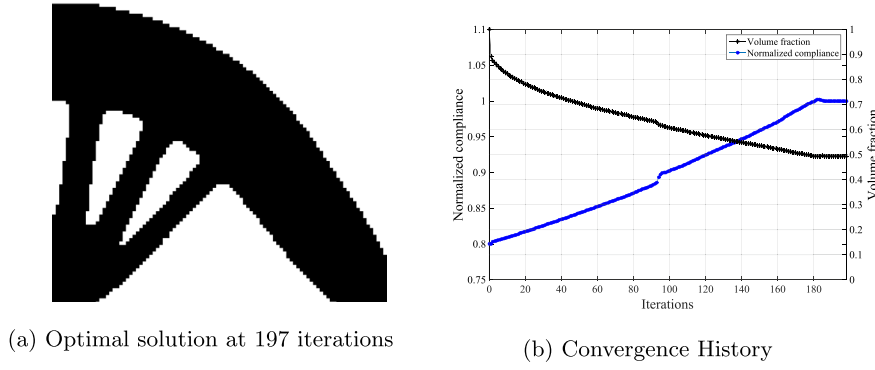 1.1
1.05
1
0.95
0.9
0.85
0.8
0.75
Normalized compliance
Volume fraction
Normalized compliance
1
0.9
0.8
0.7
0.6
0.5
0.4
0.3
0.2
0.1
0
Volume fraction
0 20 40 60 80 100 120 140 160 180
Iterations
(a) Optimal solution at 197 iterations
(b) Convergence History